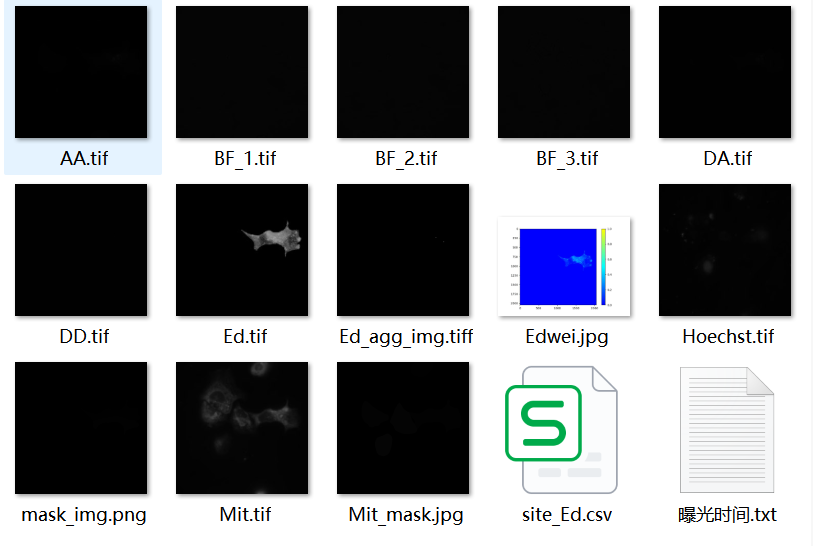 AA.tif
BF_1.tif
BF_2.tif
BF_3.tif
DA.tif
DD.tif
Ed.tif
Ed_agg_img.tiff
Edwei.jpg
Hoechst.tif
mask_img.png
Mit.tif
Mit_mask.jpg
site_Ed.csv
曝光时间.txt